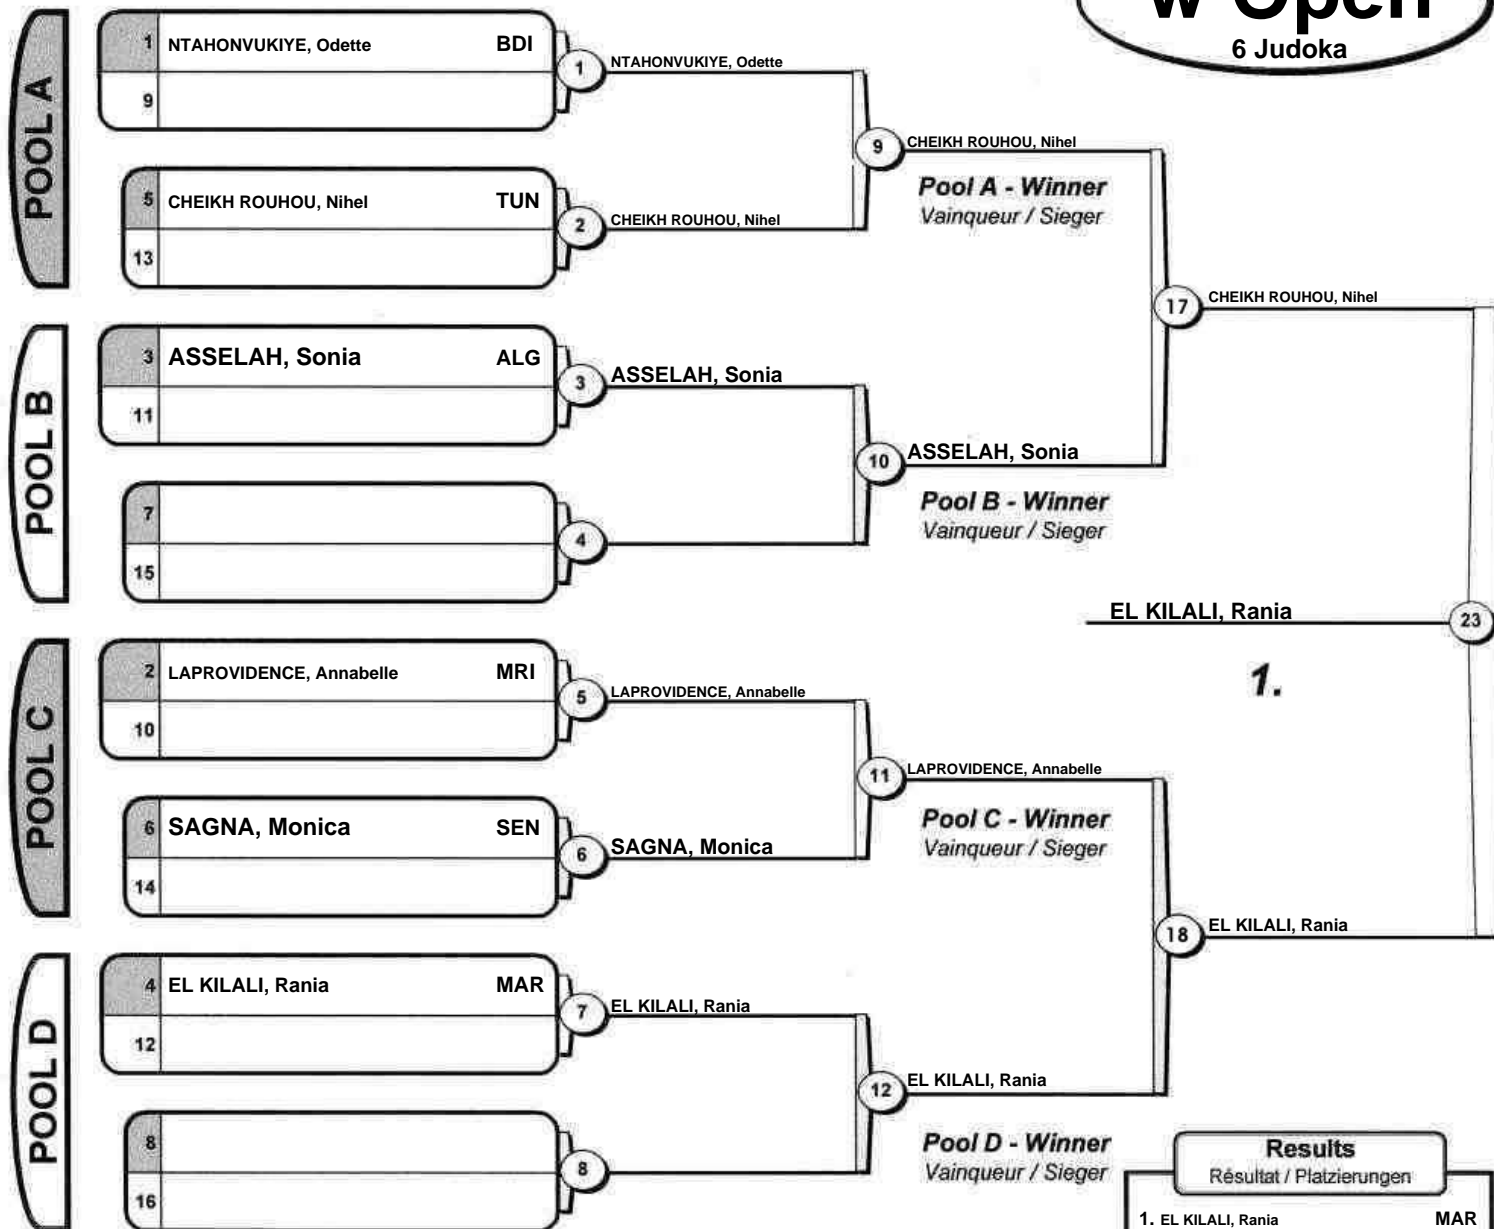 w Open
6 Judoka
POOL A
1 NTAHONVUKIYE, Odette BDI
9
1 NTAHONVUKIYE, Odette
5 CHEIKH ROUHOU, Nihel TUN
13
2 CHEIKH ROUHOU, Nihel
9 CHEIKH ROUHOU, Nihel
Pool A - Winner
Vainqueur / Sieger
17 CHEIKH ROUHOU, Nihel
POOL B
3 ASSELAH, Sonia ALG
11
3 ASSELAH, Sonia
7
15
4
10 ASSELAH, Sonia
Pool B - Winner
Vainqueur / Sieger
EL KILALI, Rania 23
1.
POOL C
2 LAPROVIDENCE, Annabelle MRI
10
5 LAPROVIDENCE, Annabelle
6 SAGNA, Monica SEN
14
6 SAGNA, Monica
11 LAPROVIDENCE, Annabelle
Pool C - Winner
Vainqueur / Sieger
18 EL KILALI, Rania
POOL D
4 EL KILALI, Rania MAR
12
7 EL KILALI, Rania
8
16
8
12 EL KILALI, Rania
Pool D - Winner
Vainqueur / Sieger
Results
Résultat / Platzierungen
1. EL KILALI, Rania MAR